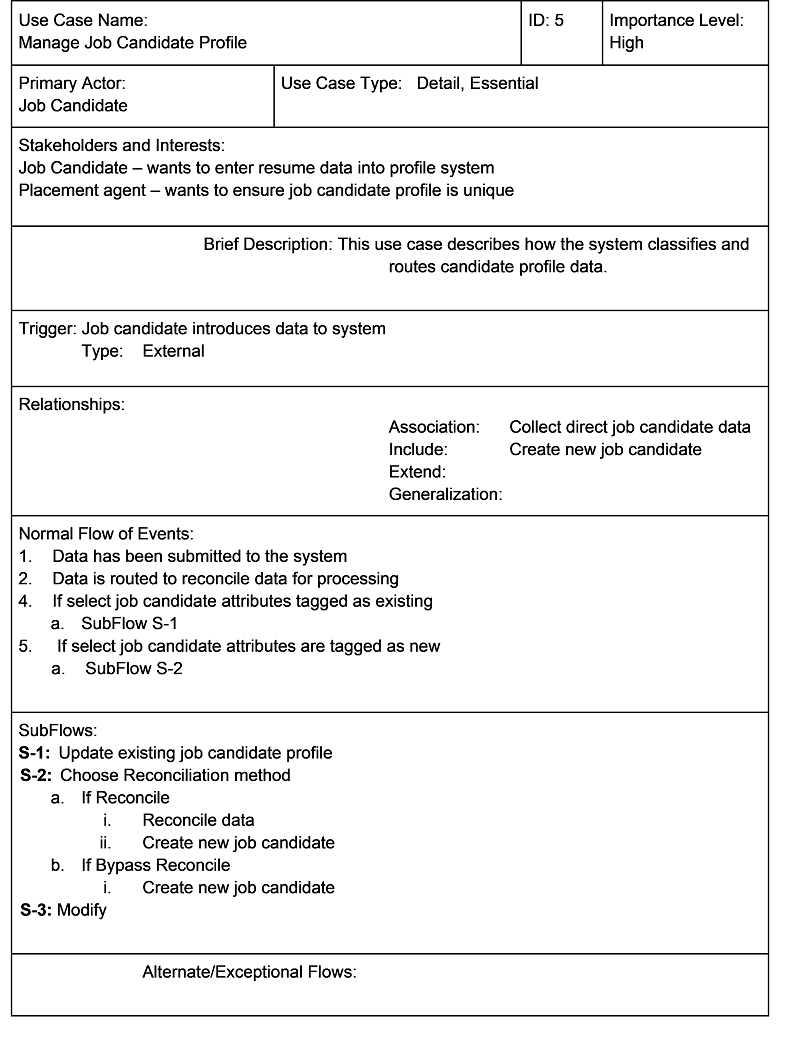 Use Case Name:
Manage Job Candidate Profile
ID: 5
Importance Level:
High
Primary Actor:
Job Candidate
Use Case Type: Detail, Essential
Stakeholders and Interests:
Job Candidate – wants to enter resume data into profile system
Placement agent – wants to ensure job candidate profile is unique
Brief Description: This use case describes how the system classifies and
routes candidate profile data.
Trigger: Job candidate introduces data to system
Type: External
Relationships:
Association: Collect direct job candidate data
Include: Create new job candidate
Extend:
Generalization:
Normal Flow of Events:
1. Data has been submitted to the system
2. Data is routed to reconcile data for processing
4. If select job candidate attributes tagged as existing
a. SubFlow S-1
5. If select job candidate attributes are tagged as new
a. SubFlow S-2
SubFlows:
S-1: Update existing job candidate profile
S-2: Choose Reconciliation method
a. If Reconcile
i. Reconcile data
ii. Create new job candidate
b. If Bypass Reconcile
i. Create new job candidate
S-3: Modify
Alternate/Exceptional Flows: